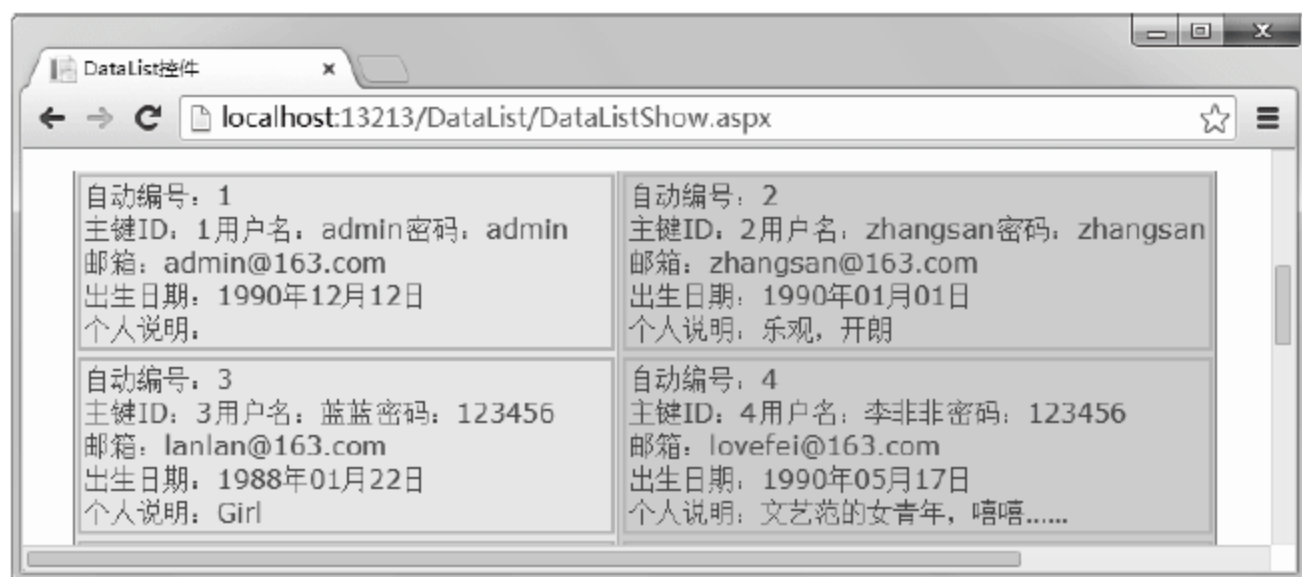 DataList控件
localhost:13213/DataList/DataListShow.aspx
自动编号：1
主键ID：1用户名：admin密码：admin
邮箱：admin@163.com
出生日期：1990年12月12日
个人说明：
自动编号：2
主键ID：2用户名：zhangsan密码：zhangsan
邮箱：zhangsan@163.com
出生日期：1990年01月01日
个人说明：乐观，开朗
自动编号：3
主键ID：3用户名：蓝蓝密码：123456
邮箱：lanlan@163.com
出生日期：1988年01月22日
个人说明：Girl
自动编号：4
主键ID：4用户名：李非非密码：123456
邮箱：lovefei@163.com
出生日期：1990年05月17日
个人说明：文艺范的女青年，嘻嘻......